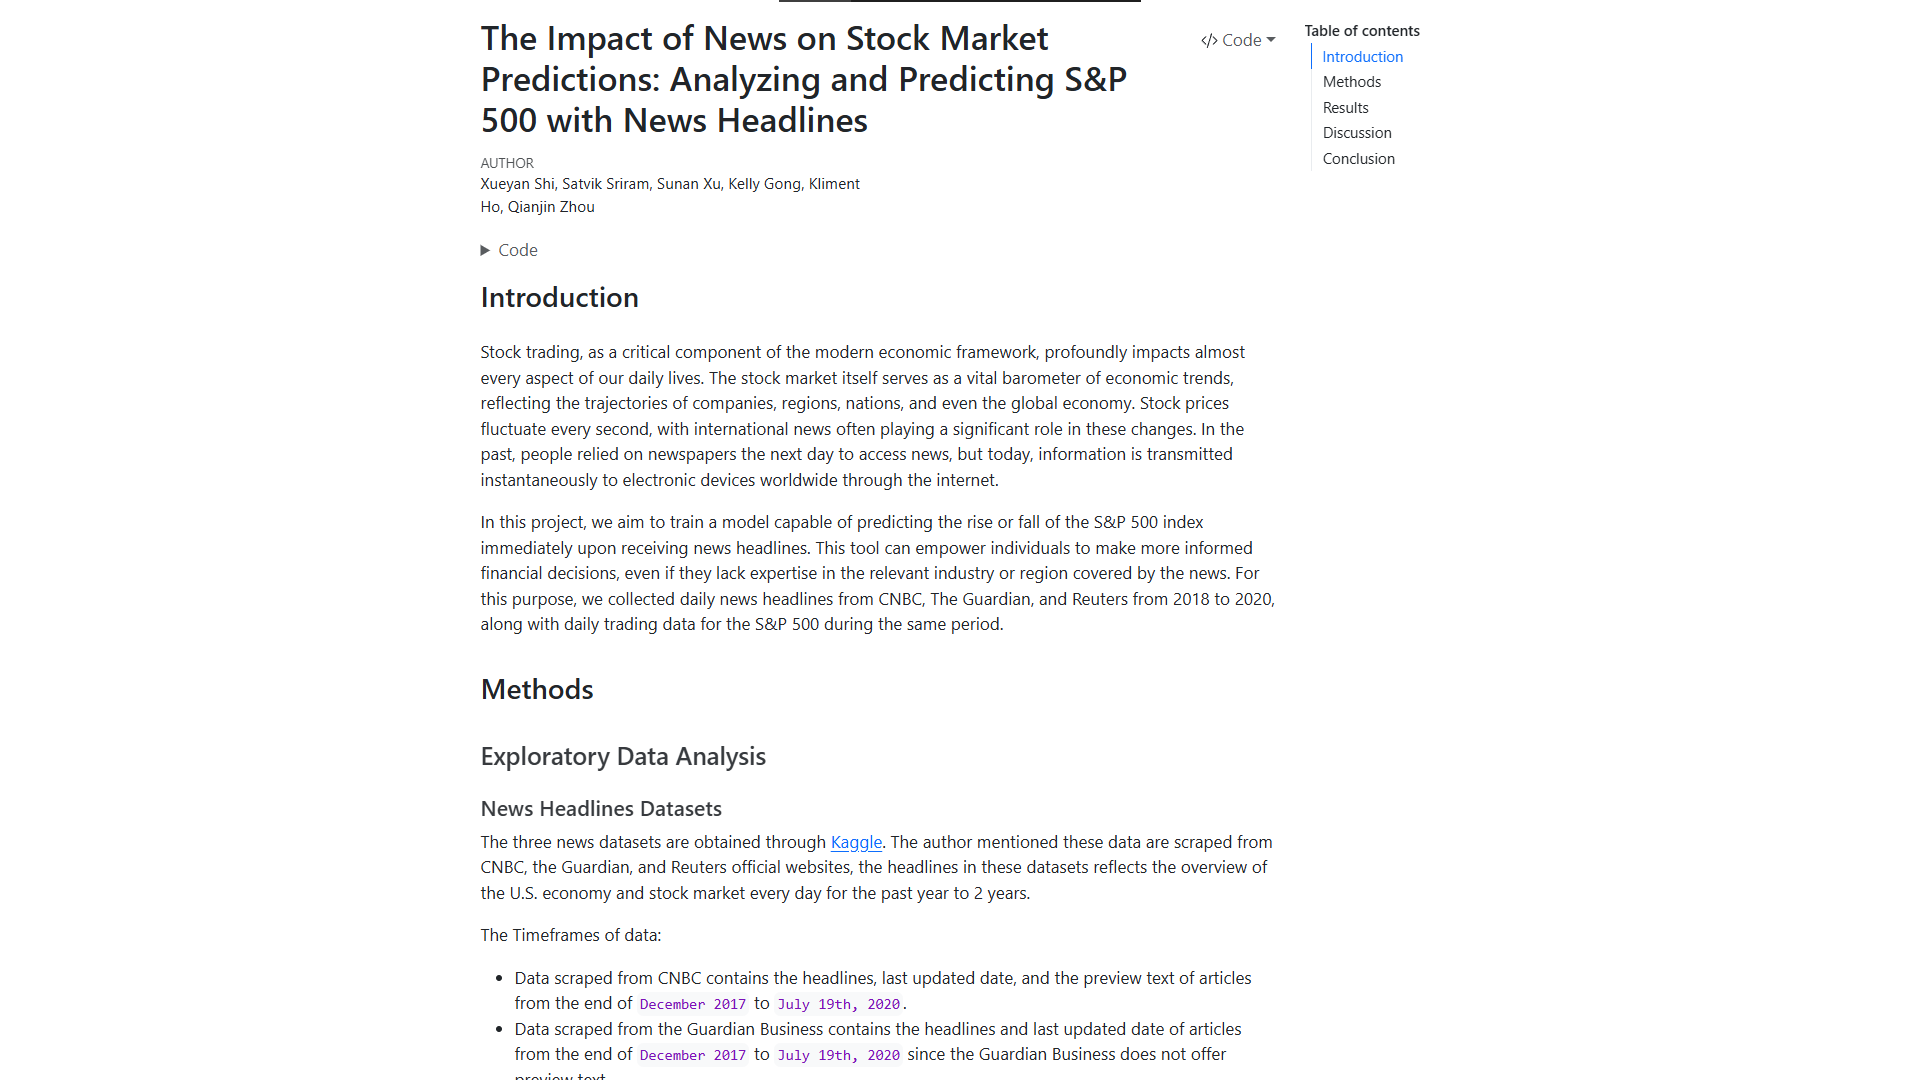 The Impact of News on Stock Market
Predictions: Analyzing and Predicting S&P
500 with News Headlines
</> Code
AUTHOR
Xueyan Shi, Satvik Sriram, Sunan Xu, Kelly Gong, Kliment
Ho, Qianjin Zhou
Code
Introduction
Stock trading, as a critical component of the modern economic framework, profoundly impacts almost
every aspect of our daily lives. The stock market itself serves as a vital barometer of economic trends,
reflecting the trajectories of companies, regions, nations, and even the global economy. Stock prices
fluctuate every second, with international news often playing a significant role in these changes. In the
past, people relied on newspapers the next day to access news, but today, information is transmitted
instantaneously to electronic devices worldwide through the internet.
In this project, we aim to train a model capable of predicting the rise or fall of the S&P 500 index
immediately upon receiving news headlines. This tool can empower individuals to make more informed
financial decisions, even if they lack expertise in the relevant industry or region covered by the news. For
this purpose, we collected daily news headlines from CNBC, The Guardian, and Reuters from 2018 to 2020,
along with daily trading data for the S&P 500 during the same period.
Methods
Exploratory Data Analysis
News Headlines Datasets
The three news datasets are obtained through Kaggle. The author mentioned these data are scraped from
CNBC, the Guardian, and Reuters official websites, the headlines in these datasets reflects the overview of
the U.S. economy and stock market every day for the past year to 2 years.
The Timeframes of data:
• Data scraped from CNBC contains the headlines, last updated date, and the preview text of articles
from the end of December 2017 to July 19th, 2020.
• Data scraped from the Guardian Business contains the headlines and last updated date of articles
from the end of December 2017 to July 19th, 2020 since the Guardian Business does not offer
preview text
Table of contents
Introduction
Methods
Results
Discussion
Conclusion